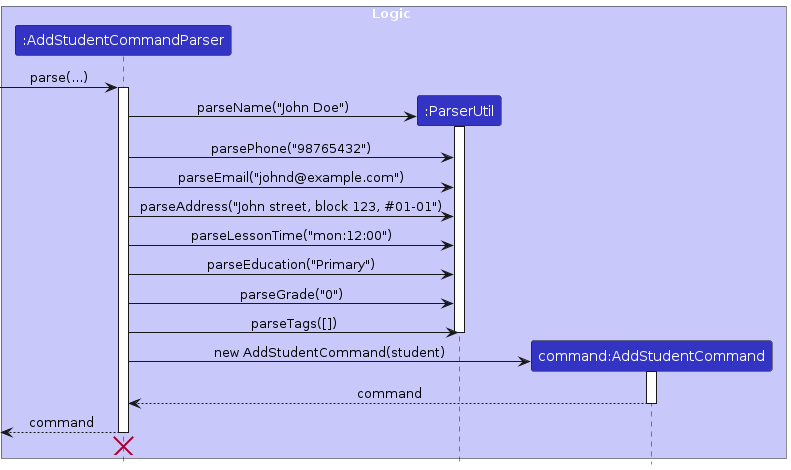 Logic
:AddStudentCommandParser
parse(...)
:ParserUtil
parseName("John Doe")
parsePhone("98765432")
parseEmail("johnd@example.com")
parseAddress("John street, block 123, #01-01")
parseLessonTime("mon:12:00")
parseEducation("Primary")
parseGrade("0")
parseTags([])
new AddStudentCommand(student)
command:AddStudentCommand
command
command